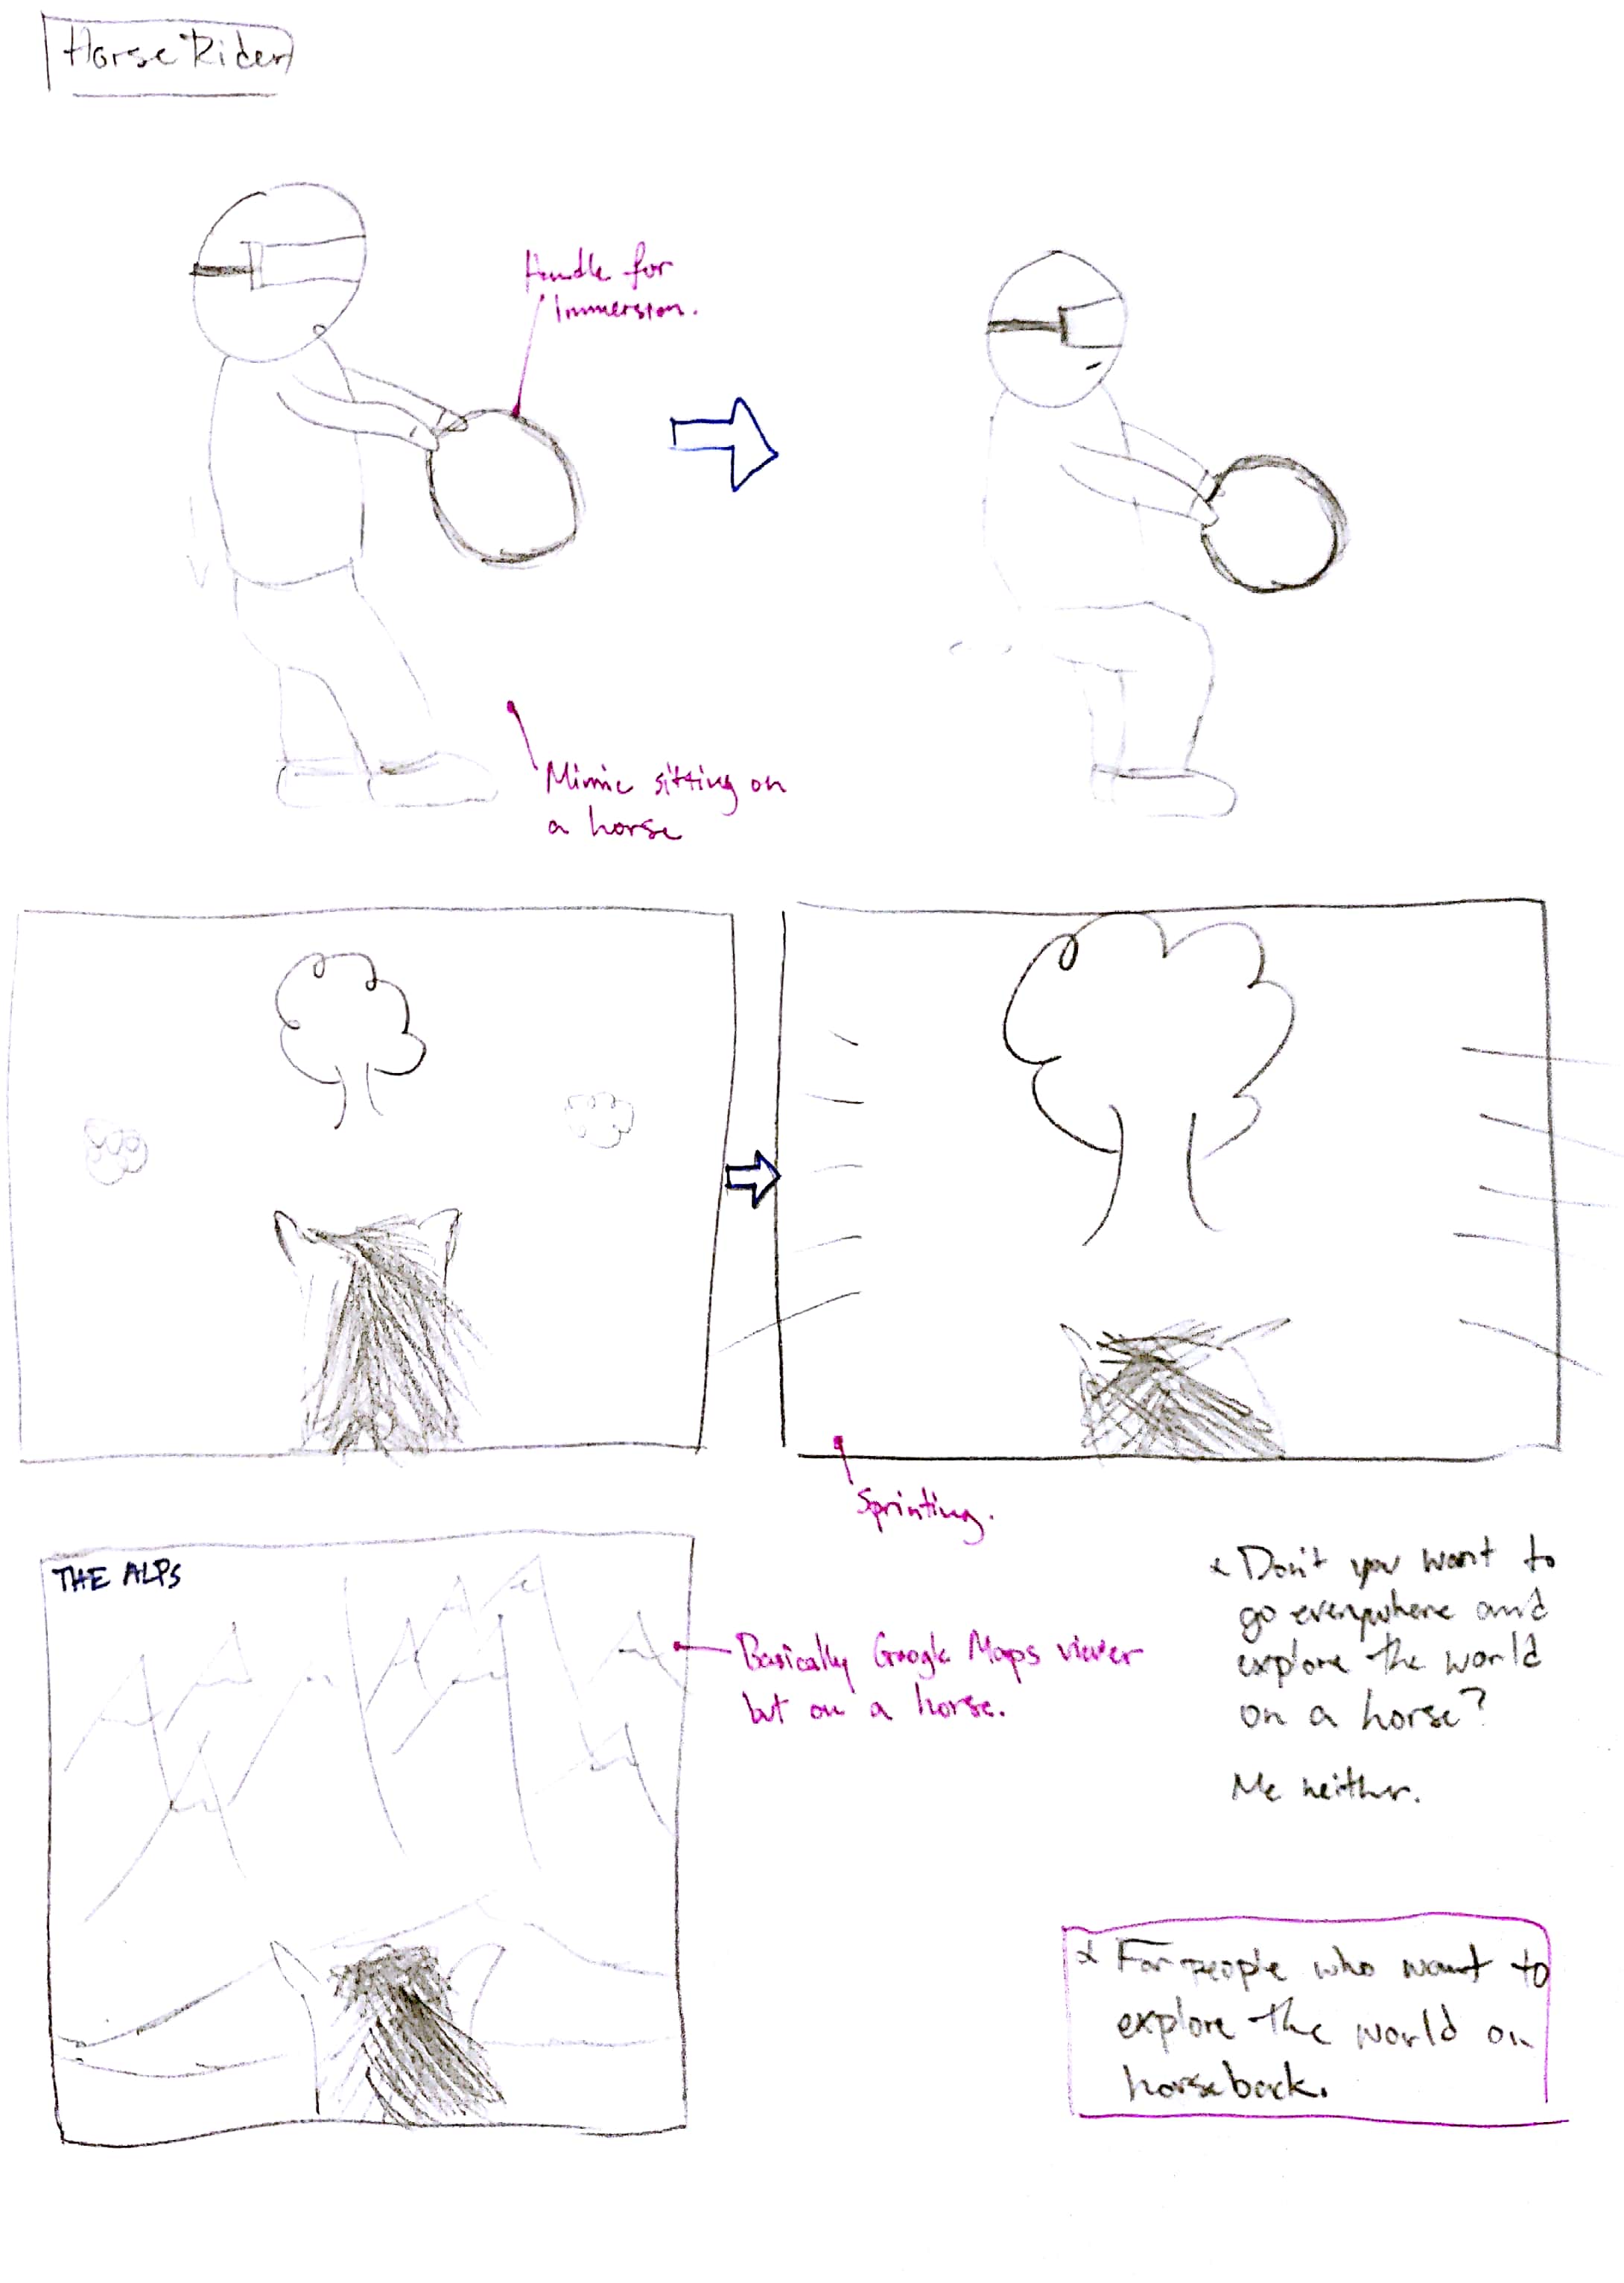 Horse Rider
Handle for
Immersion.
Mimic sitting on
a horse
Sprinting.
THE ALPS
Basically Google Maps viewer
but on a horse.
* Don't you want to
go everywhere and
explore the world
on a horse?
Me neither.
* For people who want to
explore the world on
horseback.